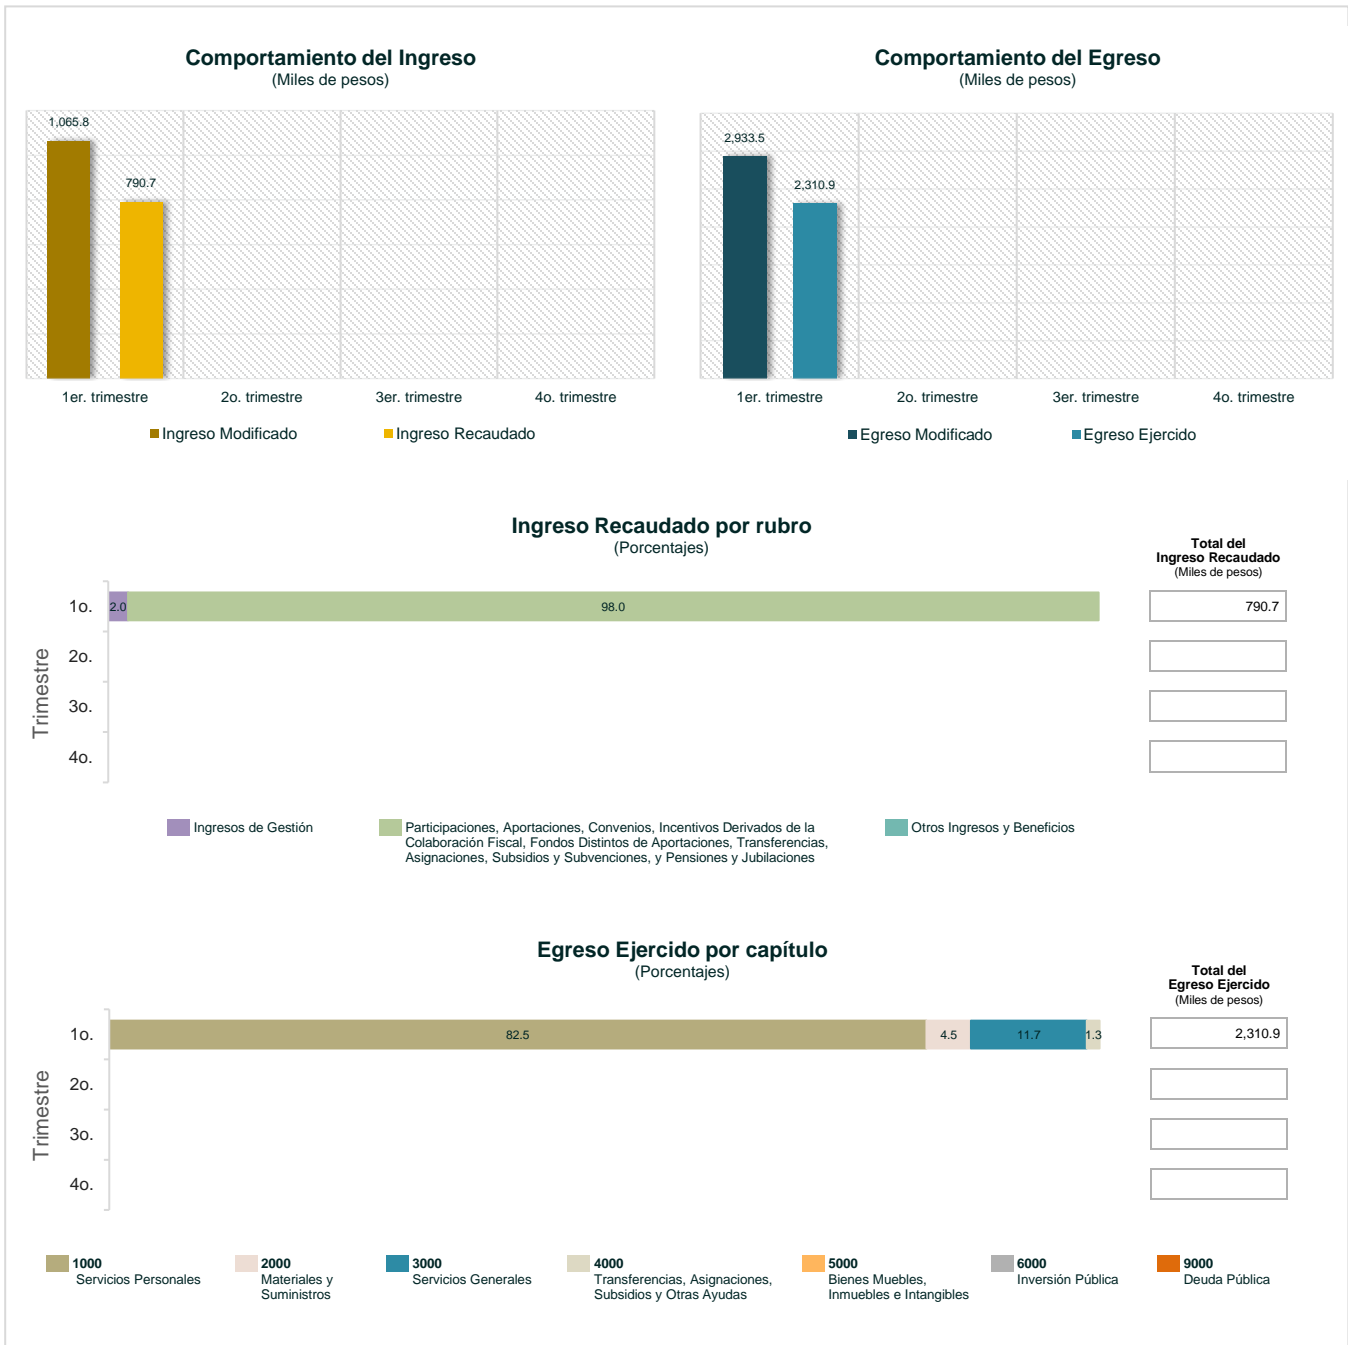 Comportamiento del Ingreso
(Miles de pesos)
1,065.8
790.7
1er. trimestre
2o. trimestre
3er. trimestre
4o. trimestre
Ingreso Modificado
Ingreso Recaudado
Comportamiento del Egreso
(Miles de pesos)
2,933.5
2,310.9
1er. trimestre
2o. trimestre
3er. trimestre
4o. trimestre
Egreso Modificado
Egreso Ejercido
Ingreso Recaudado por rubro
(Porcentajes)
Total del
Ingreso Recaudado
(Miles de pesos)
Trimestre
1o.
2.0
98.0
790.7
2o.
3o.
4o.
Ingresos de Gestión
Participaciones, Aportaciones, Convenios, Incentivos Derivados de la
Colaboración Fiscal, Fondos Distintos de Aportaciones, Transferencias,
Asignaciones, Subsidios y Subvenciones, y Pensiones y Jubilaciones
Otros Ingresos y Beneficios
Egreso Ejercido por capítulo
(Porcentajes)
Total del
Egreso Ejercido
(Miles de pesos)
Trimestre
1o.
82.5
4.5
11.7
1.3
2,310.9
2o.
3o.
4o.
1000
Servicios Personales
2000
Materiales y
Suministros
3000
Servicios Generales
4000
Transferencias, Asignaciones,
Subsidios y Otras Ayudas
5000
Bienes Muebles,
Inmuebles e Intangibles
6000
Inversión Pública
9000
Deuda Pública